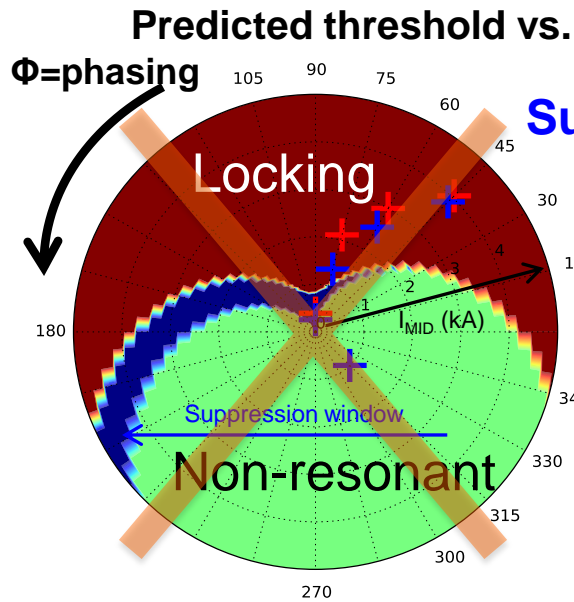 Predicted threshold vs.
Φ=phasing
Su
105
90
75
60
45
30
1
Locking
4
3
2
1
I_MID (kA)
180
34
Suppression window
Non-resonant
330
315
300
270